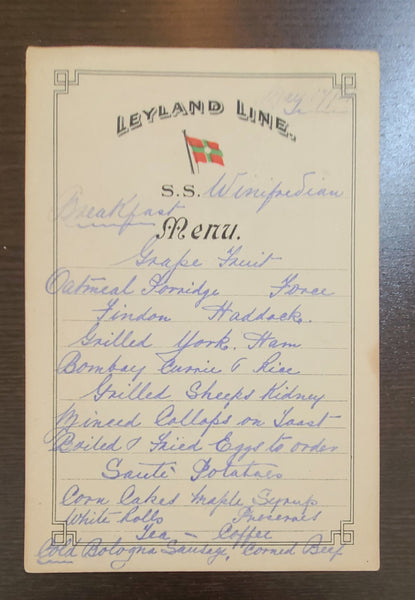 May
LEYLAND LINE.
S.S. Winifredian
Breakfast
Menu.
Grape Fruit
Oatmeal Porridge Force
Findon Haddock.
Grilled York. Ham
Bombay Currie & Rice
Grilled Sheeps Kidney
Minced Collops on Toast
Boiled & Fried Eggs to order
Sauté Potatoes
Corn Cakes Maple Syrup
White Rolls Preserves
Tea – Coffee
Cold Bologna Sausage, Corned Beef